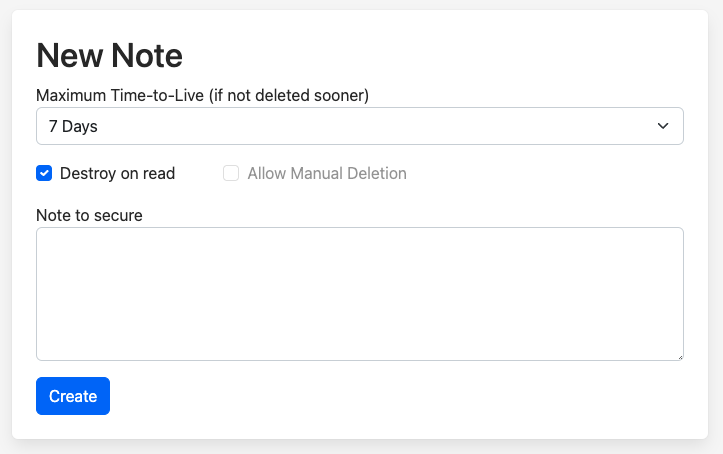 New Note
Maximum Time-to-Live (if not deleted sooner)
7 Days
Destroy on read Allow Manual Deletion
Note to secure
Create